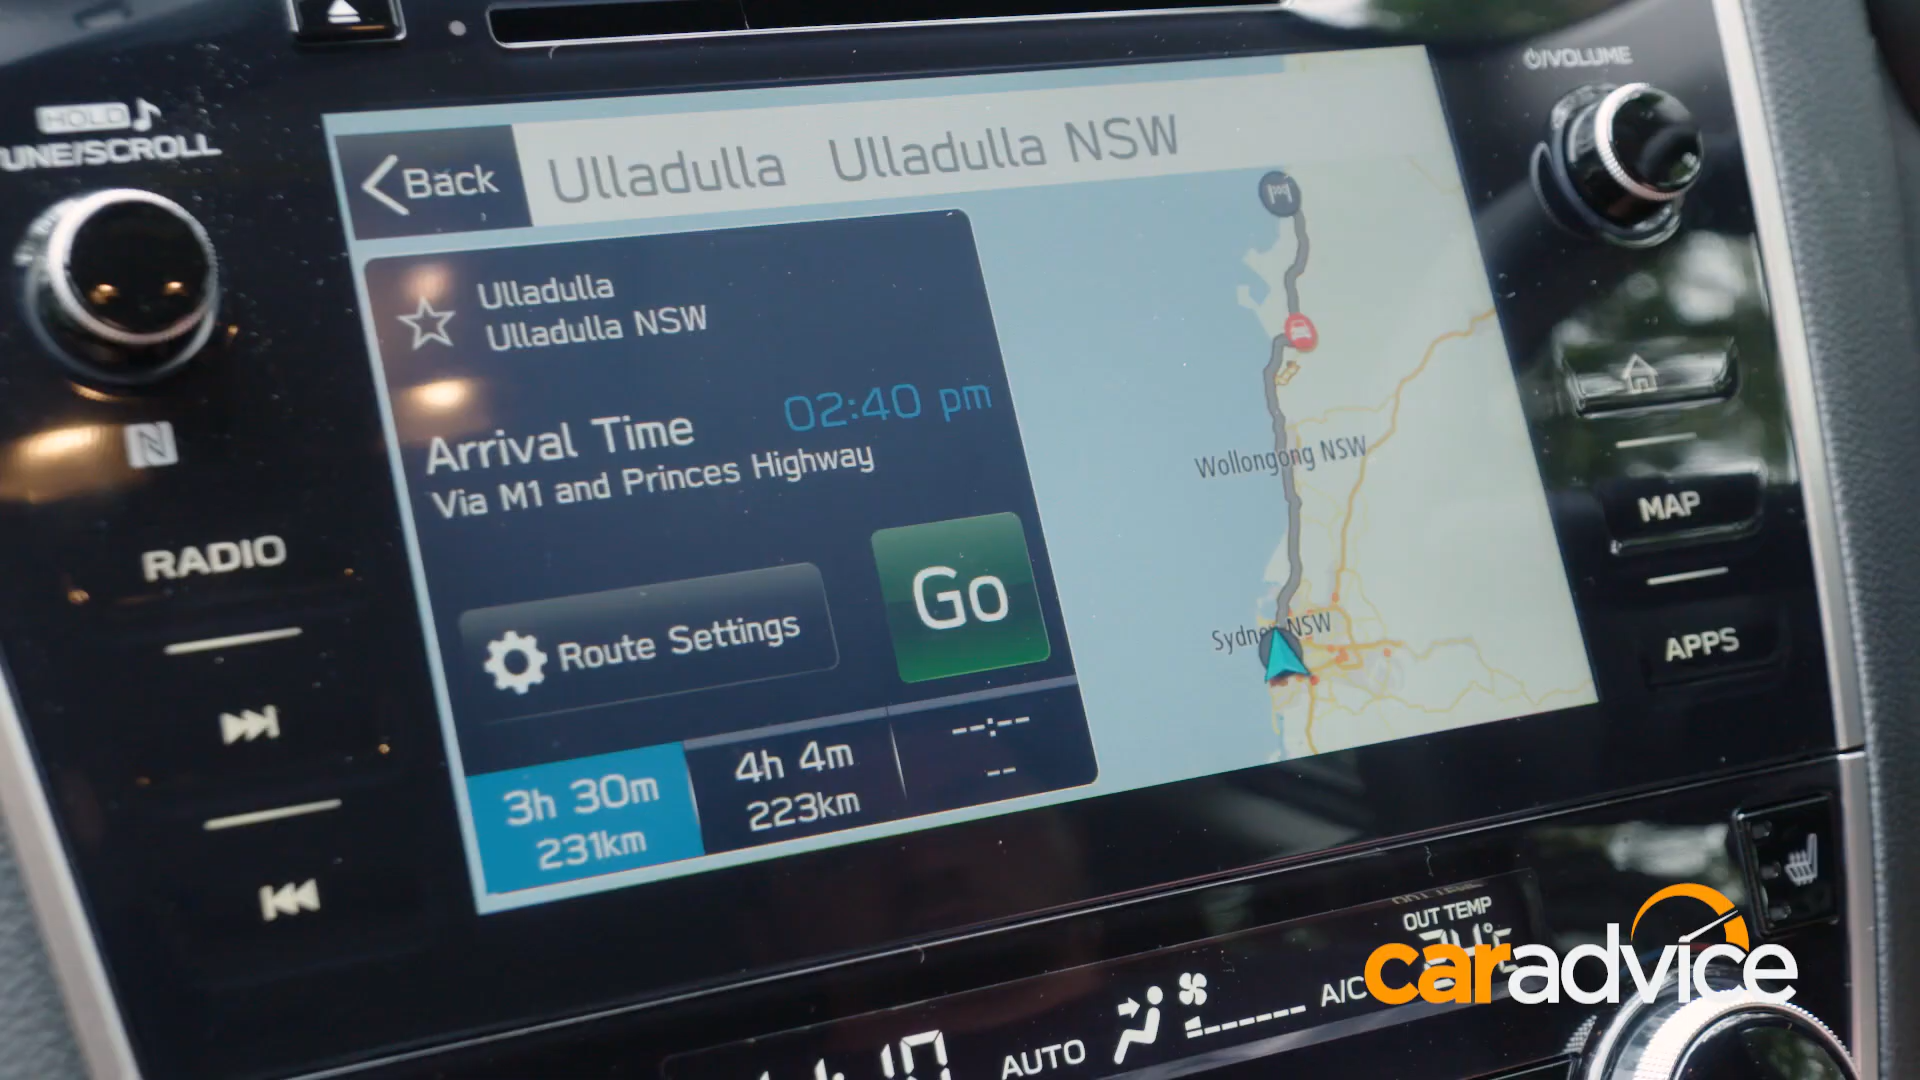 HOLD
TUNE/SCROLL
VOLUME
Back
Ulladulla Ulladulla NSW
Ulladulla
Ulladulla NSW
Arrival Time 02:40 pm
Via M1 and Princes Highway
Route Settings
Go
3h 30m
231km
4h 4m
223km
--:--
--
Wollongong NSW
Sydney NSW
N
RADIO
MAP
APPS
OUT TEMP
A/C
AUTO
caradvice